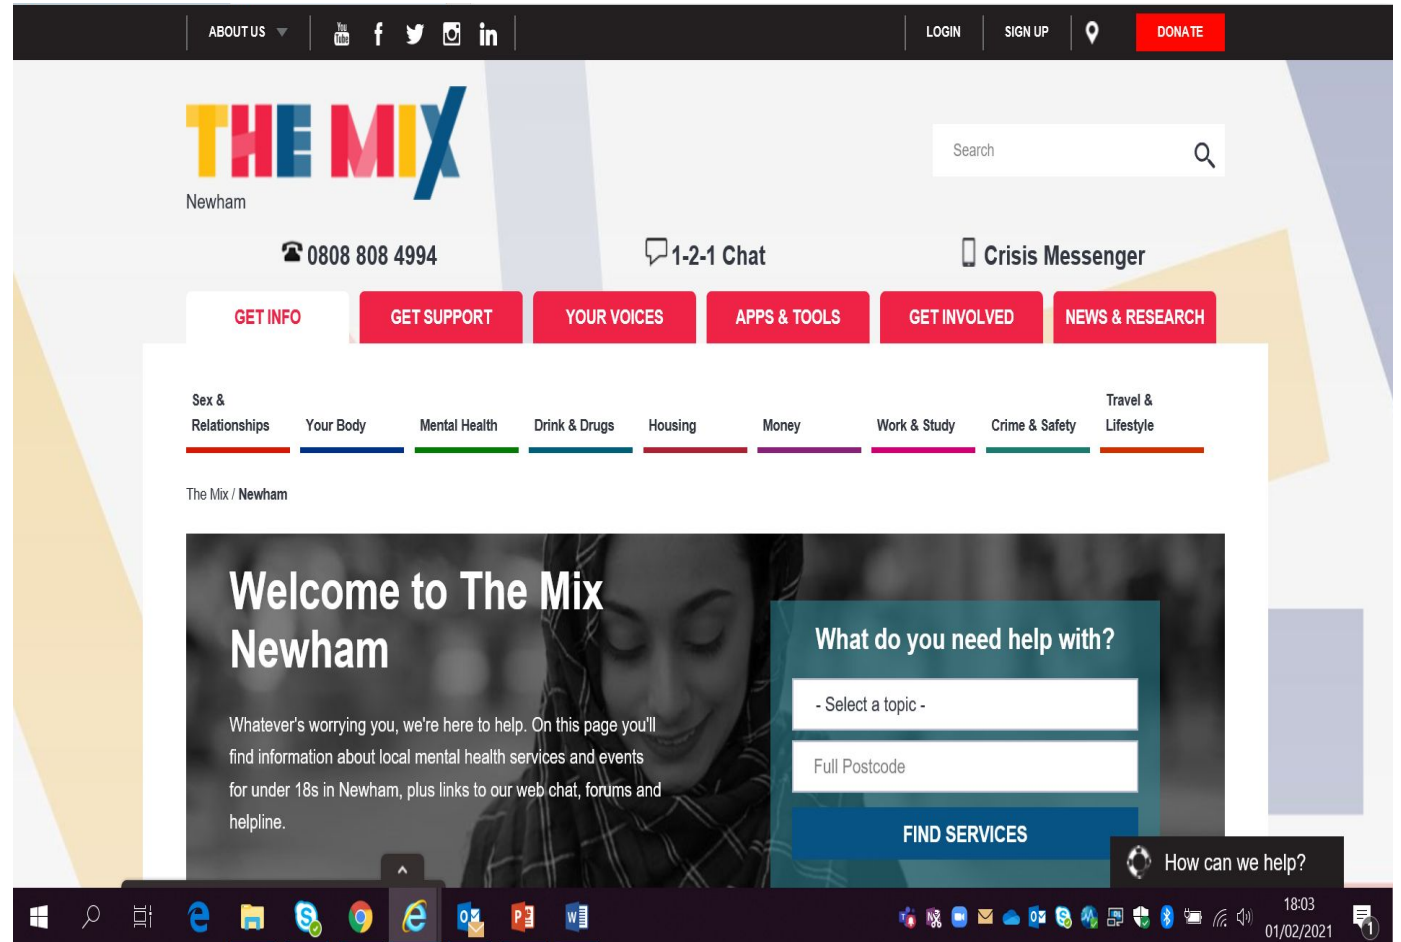 ABOUT US
You
Tube
LOGIN
SIGN UP
DONATE
THE MIX
Newham
Search
0808 808 4994
1-2-1 Chat
Crisis Messenger
GET INFO
GET SUPPORT
YOUR VOICES
APPS & TOOLS
GET INVOLVED
NEWS & RESEARCH
Sex &
Relationships
Your Body
Mental Health
Drink & Drugs
Housing
Money
Work & Study
Crime & Safety
Travel &
Lifestyle
The Mix / Newham
Welcome to The Mix
Newham
Whatever's worrying you, we're here to help. On this page you'll
find information about local mental health services and events
for under 18s in Newham, plus links to our web chat, forums and
helpline.
What do you need help with?
- Select a topic -
Full Postcode
FIND SERVICES
How can we help?
18:03
01/02/2021
1